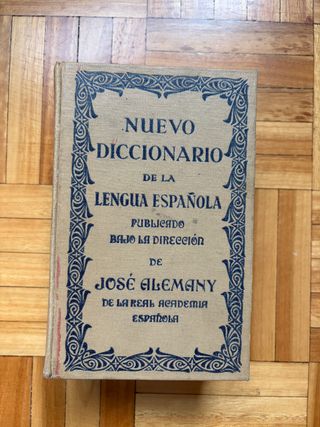 NUEVO
DICCIONARIO
DE LA
LENGUA ESPAÑOLA
PUBLICADO
BAJO LA DIRECCIÓN
DE
JOSÉ ALEMANY
DE LA REAL ACADEMIA
ESPAÑOLA